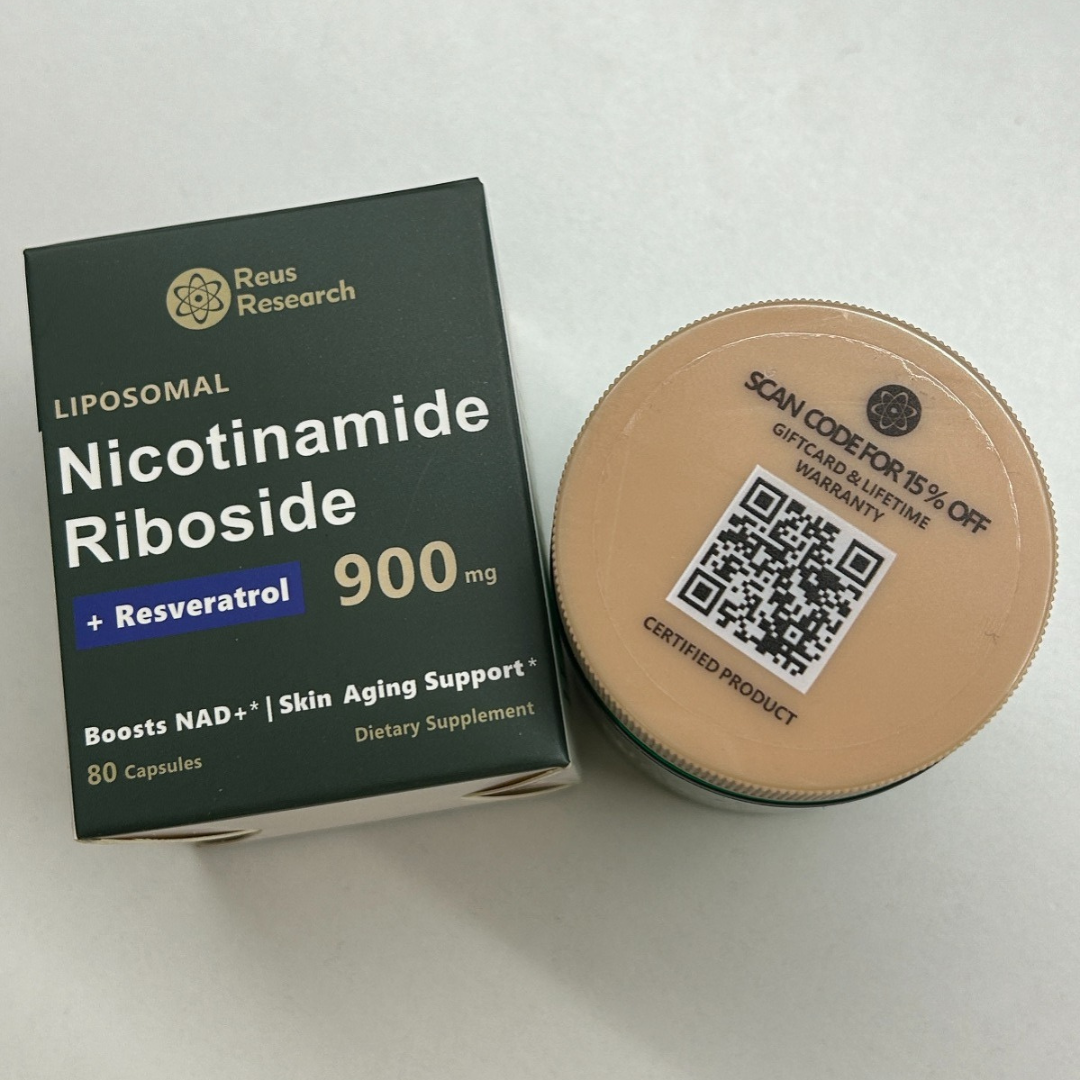 Reus
Research
LIPOSOMAL
Nicotinamide
Riboside
+ Resveratrol
900 mg
Boosts NAD+* | Skin Aging Support*
Dietary Supplement
80 Capsules
SCAN CODE FOR 15% OFF
GIFTCARD & LIFETIME
WARRANTY
CERTIFIED PRODUCT